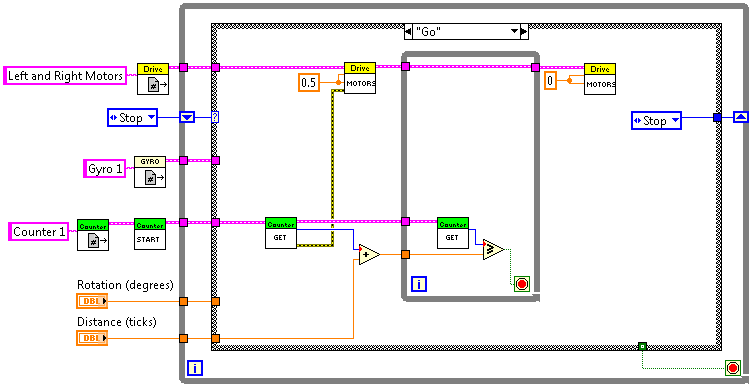 "Go"
Drive
Left and Right Motors
#
Drive
MOTORS
0.5
Drive
MOTORS
0
Stop
?
Stop
GYRO
Gyro 1
#
Counter
Counter 1
#
Counter
START
Counter
GET
+
Counter
GET
≥
i
Rotation (degrees)
DBL
Distance (ticks)
DBL
i